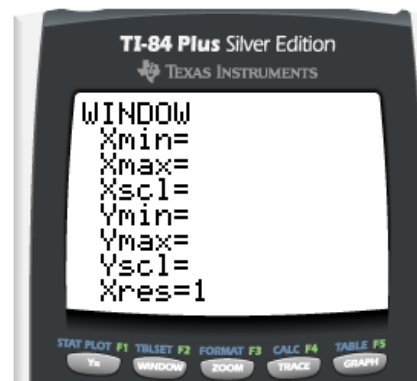 TI-84 Plus Silver Edition
TEXAS INSTRUMENTS
WINDOW
Xmin=
Xmax=
Xscl=
Ymin=
Ymax=
Yscl=
Xres=1
STAT PLOT F1 TBLSET F2 FORMAT F3 CALC F4 TABLE F5
Y= WINDOW ZOOM TRACE GRAPH